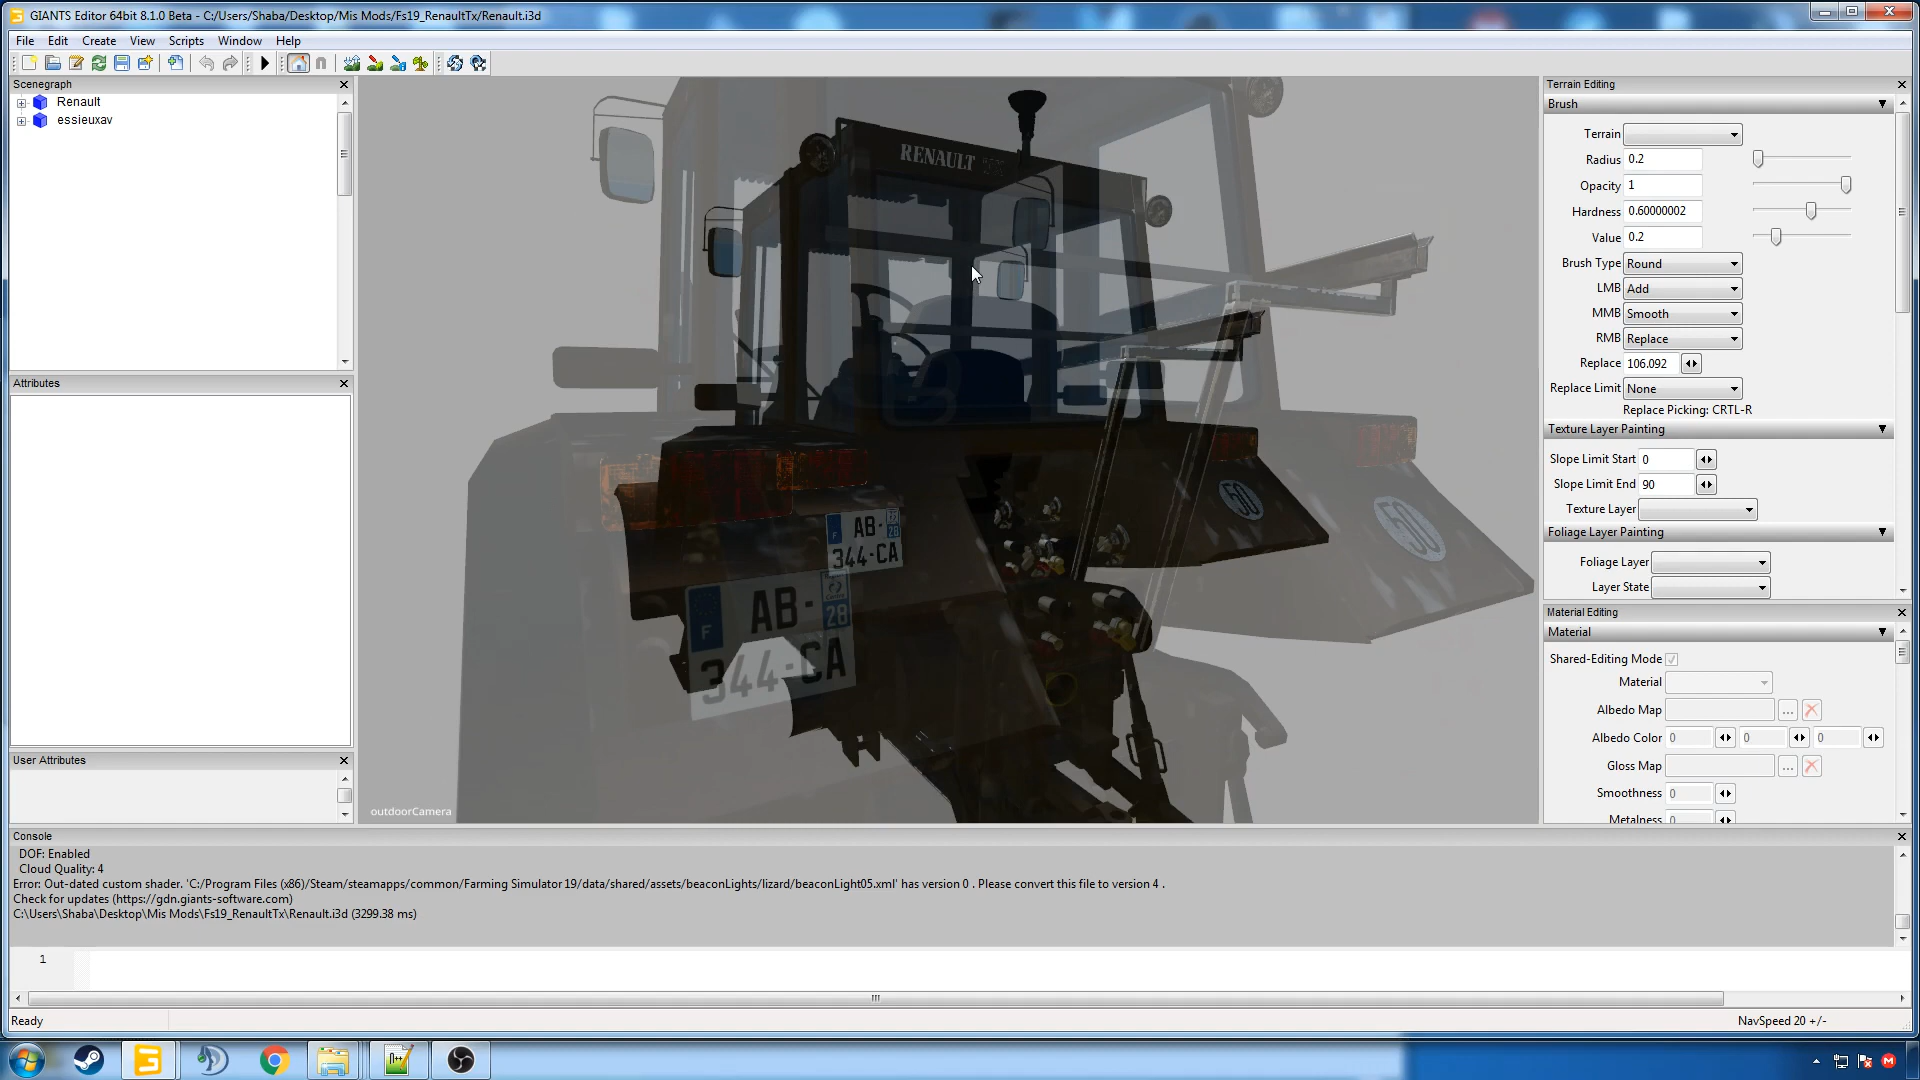 GIANTS Editor 64bit 8.1.0 Beta - C:/Users/Shaba/Desktop/Mis Mods/Fs19_RenaultTx/Renault.i3d
File Edit Create View Scripts Window Help
Scenegraph
Renault
essieuxav
Attributes
User Attributes
RENAULT
50
50
F
AB-
28
344-CA
F
AB-
28
344-CA
outdoorCamera
Terrain Editing
Brush
Terrain
Radius 0.2
Opacity 1
Hardness 0.60000002
Value 0.2
Brush Type Round
LMB Add
MMB Smooth
RMB Replace
Replace 106.092
Replace Limit None
Replace Picking: CRTL-R
Texture Layer Painting
Slope Limit Start 0
Slope Limit End 90
Texture Layer
Foliage Layer Painting
Foliage Layer
Layer State
Material Editing
Material
Shared-Editing Mode
Material
Albedo Map ...
Albedo Color 0 0 0
Gloss Map ...
Smoothness 0
Metalness 0
Console
DOF: Enabled
Cloud Quality: 4
Error: Out-dated custom shader. 'C:/Program Files (x86)/Steam/steamapps/common/Farming Simulator 19/data/shared/assets/beaconLights/lizard/beaconLight05.xml' has version 0 . Please convert this file to version 4 .
Check for updates (https://gdn.giants-software.com)
C:\Users\Shaba\Desktop\Mis Mods\Fs19_RenaultTx\Renault.i3d (3299.38 ms)
1
Ready
NavSpeed 20 +/-